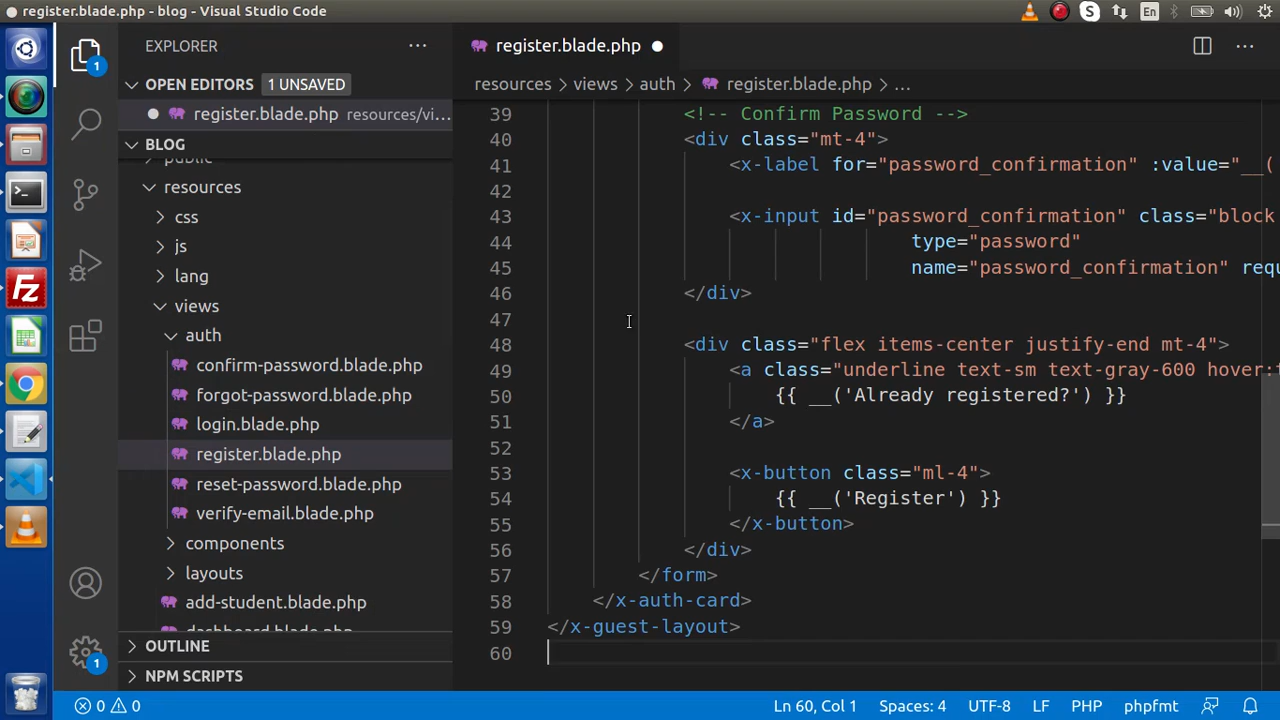 register.blade.php - blog - Visual Studio Code
S
En
EXPLORER
OPEN EDITORS 1 UNSAVED
register.blade.php resources/vi...
BLOG
public
resources
css
js
lang
views
auth
confirm-password.blade.php
forgot-password.blade.php
login.blade.php
register.blade.php
reset-password.blade.php
verify-email.blade.php
components
layouts
add-student.blade.php
dashboard.blade.php
OUTLINE
NPM SCRIPTS
1
1
register.blade.php
resources > views > auth > register.blade.php > ...
39 <!-- Confirm Password -->
40 <div class="mt-4">
41 <x-label for="password_confirmation" :value="__(
42
43 <x-input id="password_confirmation" class="block
44 type="password"
45 name="password_confirmation" requ
46 </div>
47
48 <div class="flex items-center justify-end mt-4">
49 <a class="underline text-sm text-gray-600 hover:
50 {{ __('Already registered?') }}
51 </a>
52
53 <x-button class="ml-4">
54 {{ __('Register') }}
55 </x-button>
56 </div>
57 </form>
58 </x-auth-card>
59 </x-guest-layout>
60
0 0 Ln 60, Col 1 Spaces: 4 UTF-8 LF PHP phpfmt